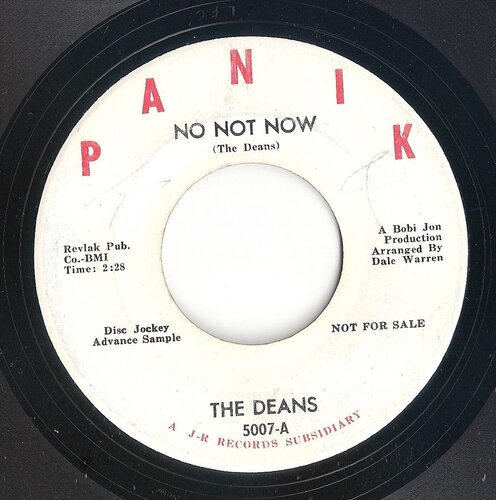 PANIK
NO NOT NOW
(The Deans)
Revlak Pub.
Co.-BMI
Time: 2:28
A Bobi Jon
Production
Arranged By
Dale Warren
Disc Jockey
Advance Sample
NOT FOR SALE
THE DEANS
5007-A
A J-R RECORDS SUBSIDIARY